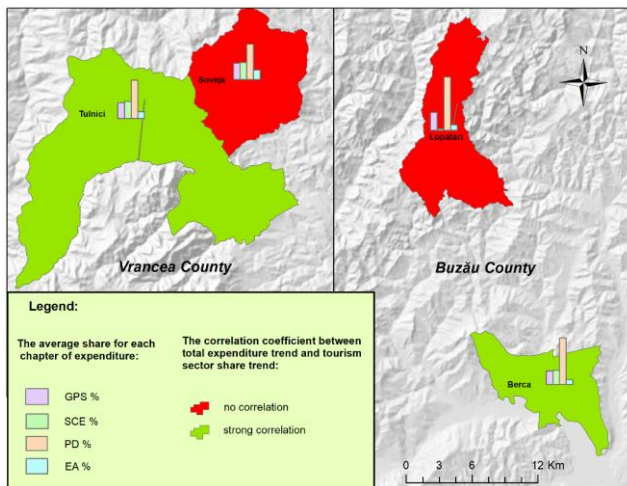 Soveja
Tulnici
Vrancea County
N
Lopatari
Buzău County
Berca
Legend:
The average share for each
chapter of expenditure:
GPS %
SCE %
PD %
EA %
The correlation coefficient between
total expenditure trend and tourism
sector share trend:
no correlation
strong correlation
0 3 6 12 Km